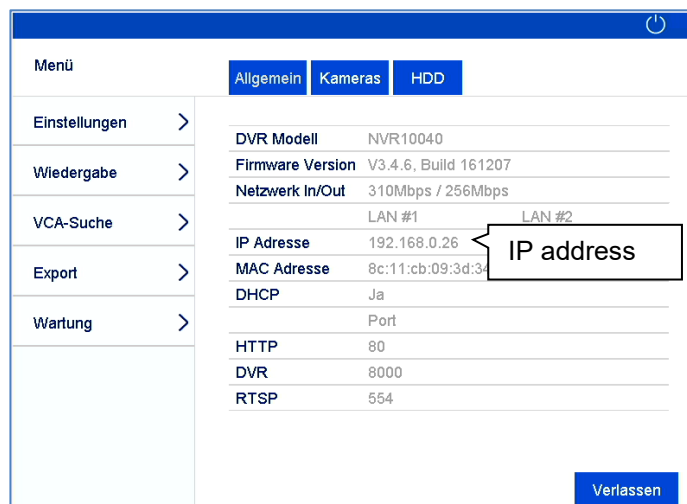 Menü
Allgemein Kameras HDD
Einstellungen
Wiedergabe
VCA-Suche
Export
Wartung
DVR Modell NVR10040
Firmware Version V3.4.6, Build 161207
Netzwerk In/Out 310Mbps / 256Mbps
LAN #1 LAN #2
IP Adresse 192.168.0.26
IP address
MAC Adresse
DHCP Ja
Port
HTTP 80
DVR 8000
RTSP 554
Verlassen